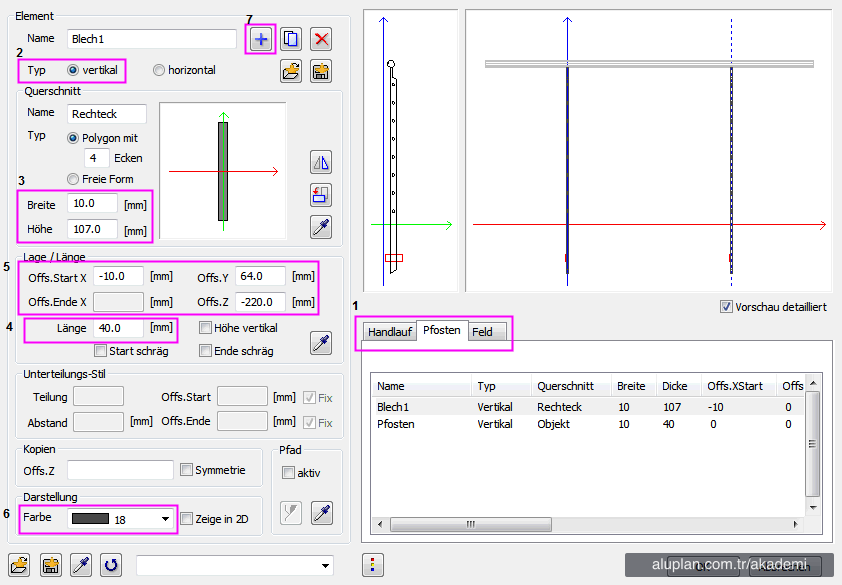 Element
7
Name Blech1
2
Typ vertikal horizontal
Querschnitt
Name Rechteck
Typ Polygon mit
4 Ecken
Freie Form
3
Breite 10.0 [mm]
Höhe 107.0 [mm]
Lage / Länge
5
Offs.Start X -10.0 [mm] Offs.Y 64.0 [mm]
Offs.Ende X [mm] Offs.Z -220.0 [mm]
4
Länge 40.0 [mm] Höhe vertikal
Start schräg Ende schräg
Unterteilungs-Stil
Teilung Offs.Start [mm] Fix
Abstand [mm] Offs.Ende [mm] Fix
Kopien
Offs.Z Symmetrie
Pfad
aktiv
Darstellung
6
Farbe 18 Zeige in 2D
Vorschau detailliert
1
Handlauf Pfosten Feld
Name Typ Querschnitt Breite Dicke Offs.XStart Offs
Blech1 Vertikal Rechteck 10 107 -10 0
Pfosten Vertikal Objekt 10 40 0 0
aluplan.com.tr/akademi